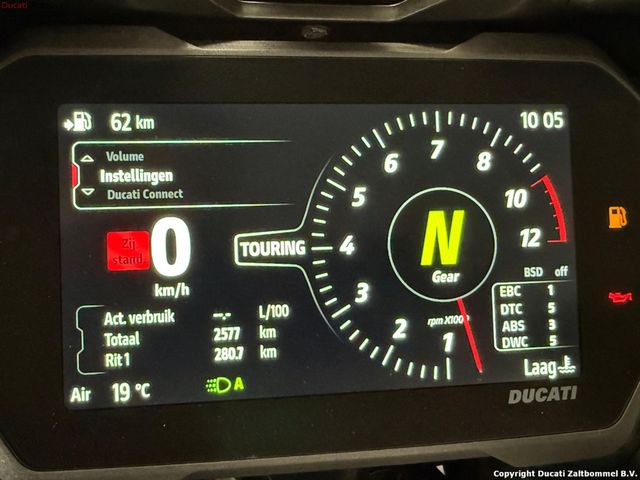 Ducati
62 km
10 05
Volume
Instellingen
Ducati Connect
Zij
stand
0
km/h
TOURING
1
2
3
4
5
6
7
8
10
12
N
Gear
rpm X1000
BSD off
EBC 1
DTC 5
ABS 3
DWC 5
Act. verbruik --.- L/100
Totaal 2577 km
Rit 1 280.7 km
Air 19 °C
A
Laag
DUCATI
Copyright Ducati Zaltbommel B.V.